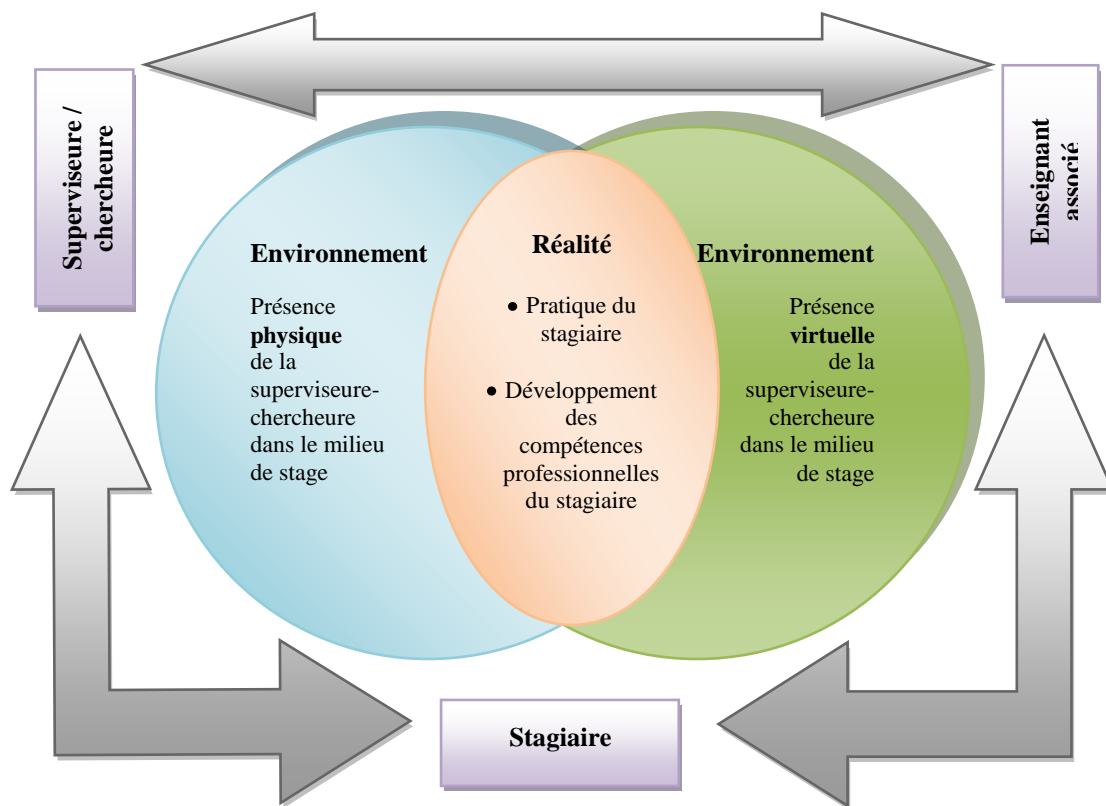 Superviseure /
chercheure
Enseignant
associé
Environnement
Présence
physique
de la
superviseure-
chercheure
dans le milieu
de stage
Réalité
• Pratique du
stagiaire
• Développement
des
compétences
professionnelles
du stagiaire
Environnement
Présence
virtuelle
de la
superviseure-
chercheure
dans le milieu
de stage
Stagiaire